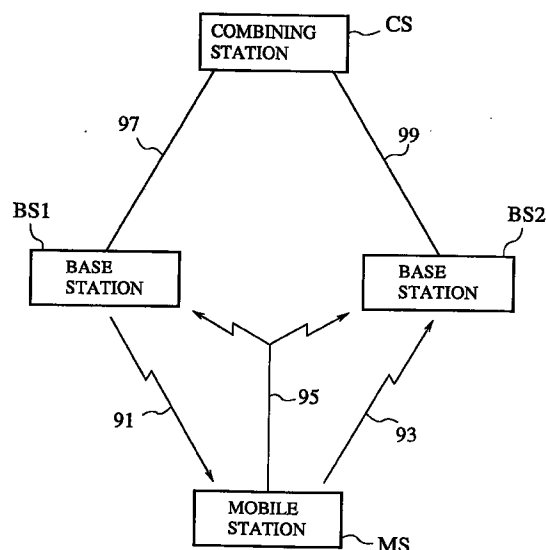 COMBINING
STATION
CS
97
99
BS1
BS2
BASE
STATION
BASE
STATION
91
95
93
MOBILE
STATION
MS